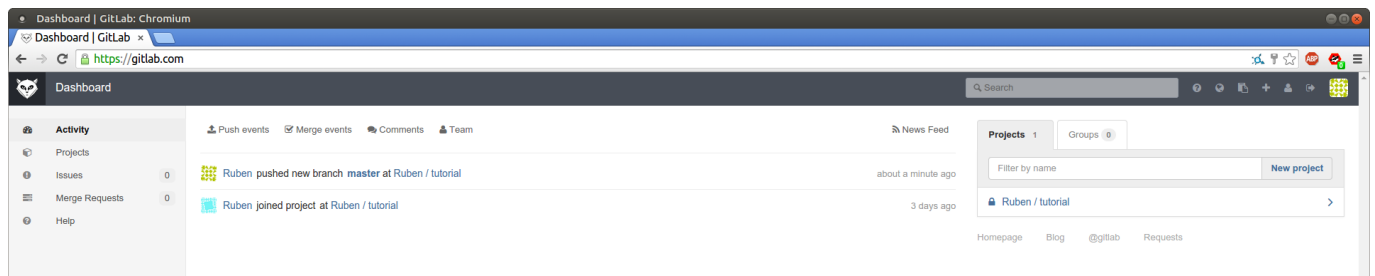 Dashboard | GitLab: Chromium
Dashboard | GitLab ×
https://gitlab.com
ABP
Dashboard
Search
Activity
Projects
Issues 0
Merge Requests 0
Help
Push events Merge events Comments Team News Feed
Ruben pushed new branch master at Ruben / tutorial about a minute ago
Ruben joined project at Ruben / tutorial 3 days ago
Projects 1 Groups 0
Filter by name New project
Ruben / tutorial
Homepage Blog @gitlab Requests